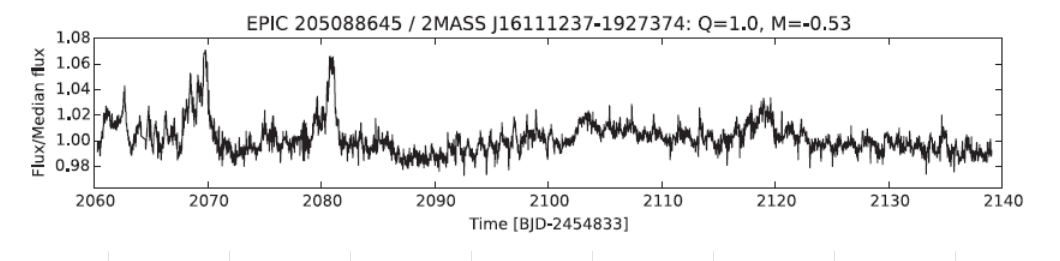 EPIC 205088645 / 2MASS J16111237-1927374: Q=1.0, M=-0.53
Flux/Median flux
1.08
1.06
1.04
1.02
1.00
0.98
2060 2070 2080 2090 2100 2110 2120 2130 2140
Time [BJD-2454833]